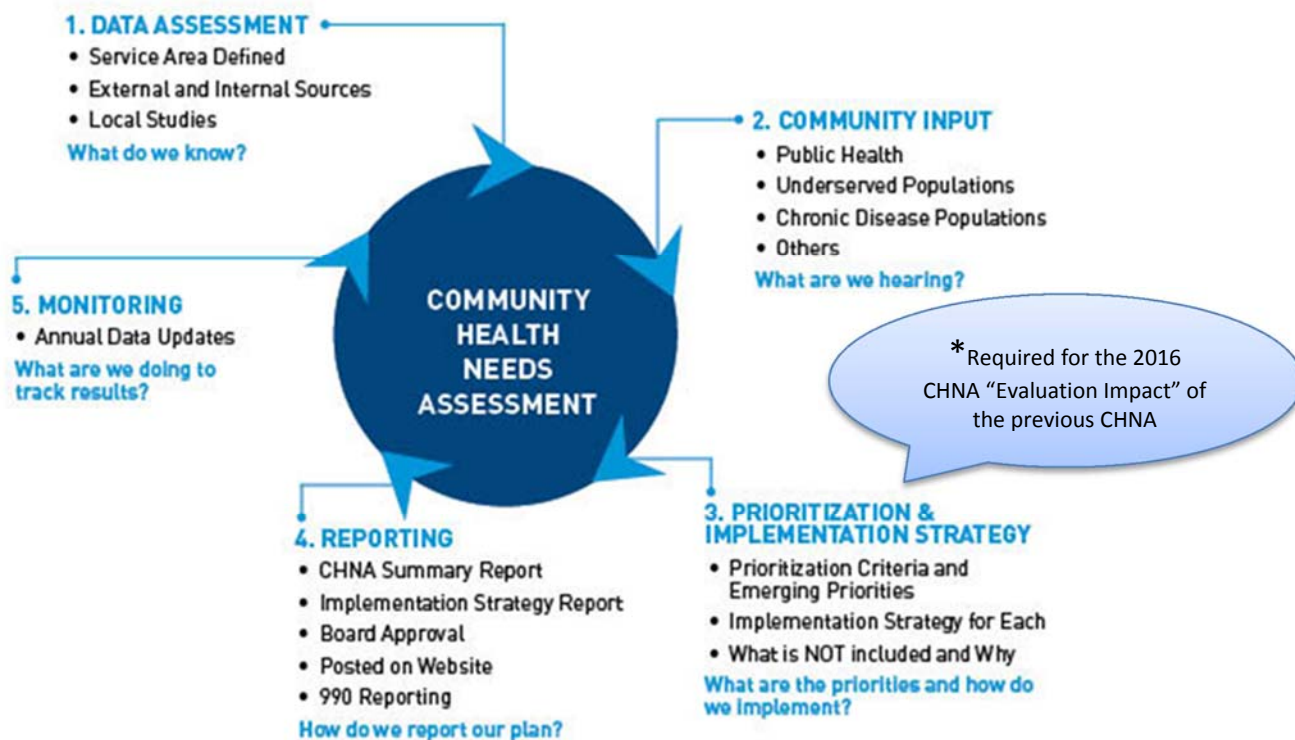 1. DATA ASSESSMENT
• Service Area Defined
• External and Internal Sources
• Local Studies
What do we know?
2. COMMUNITY INPUT
• Public Health
• Underserved Populations
• Chronic Disease Populations
• Others
What are we hearing?
COMMUNITY
HEALTH
NEEDS
ASSESSMENT
*Required for the 2016
CHNA “Evaluation Impact” of
the previous CHNA
3. PRIORITIZATION &
IMPLEMENTATION STRATEGY
• Prioritization Criteria and
Emerging Priorities
• Implementation Strategy for Each
• What is NOT included and Why
What are the priorities and how do
we implement?
4. REPORTING
• CHNA Summary Report
• Implementation Strategy Report
• Board Approval
• Posted on Website
• 990 Reporting
How do we report our plan?
5. MONITORING
• Annual Data Updates
What are we doing to
track results?